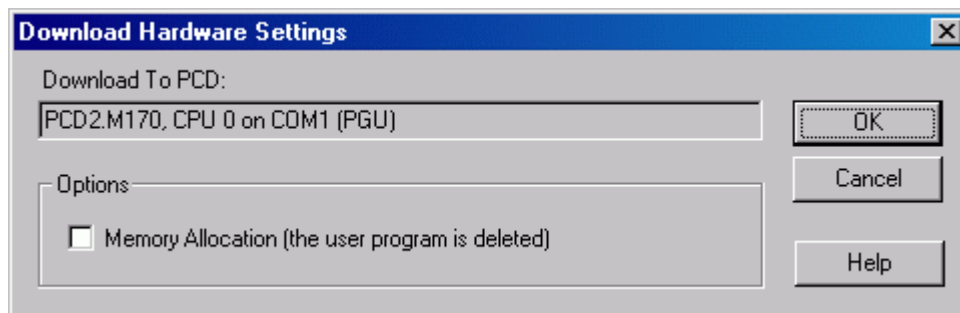 Download Hardware Settings
Download To PCD:
PCD2.M170, CPU 0 on COM1 (PGU)
OK
Cancel
Options
Memory Allocation (the user program is deleted)
Help